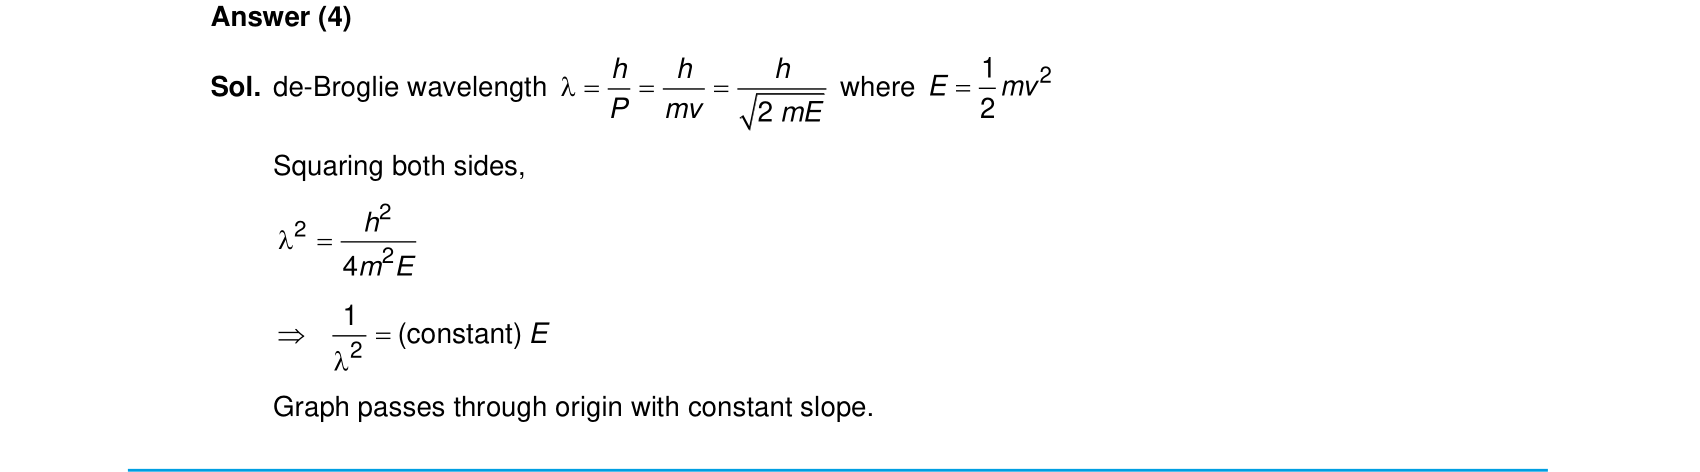 Answer (4)
Sol. de-Broglie wavelength λ = h/P = h/mv = h/√(2 mE) where E = 1/2 mv²
Squaring both sides,
λ² = h²/4m²E
⇒ 1/λ² = (constant) E
Graph passes through origin with constant slope.